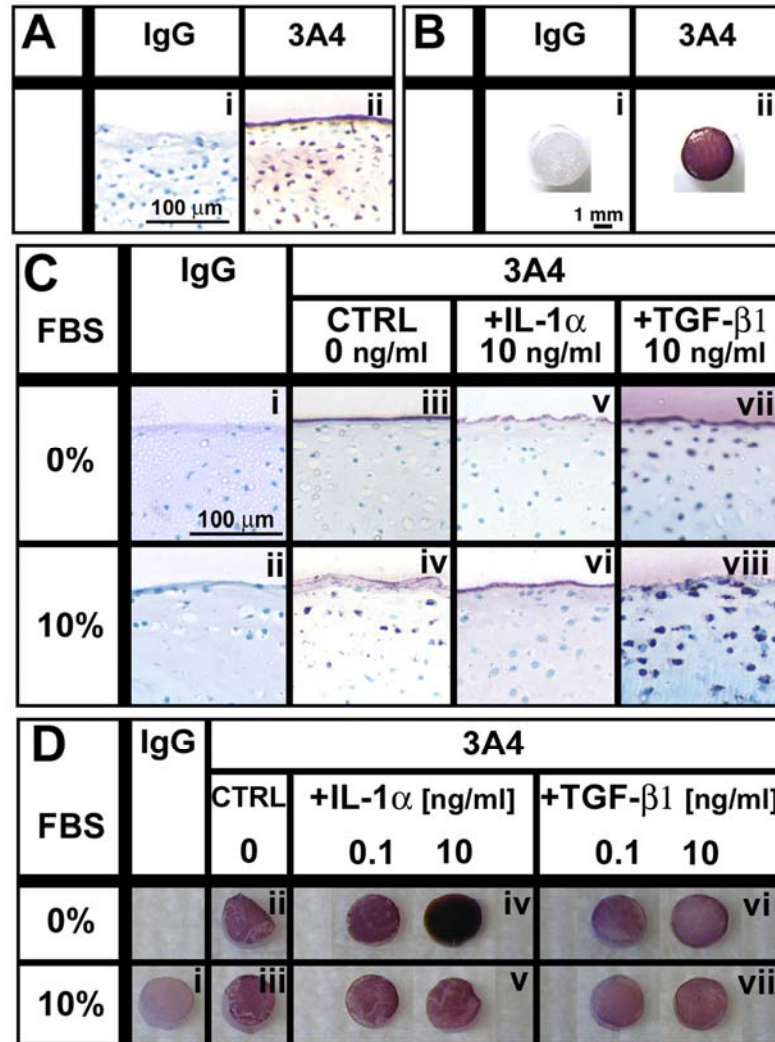 A IgG 3A4
i ii
100 µm
B IgG 3A4
i ii
1 mm
C IgG 3A4
FBS CTRL +IL-1α +TGF-β1
0 ng/ml 10 ng/ml 10 ng/ml
0% i iii v vii
100 µm
10% ii iv vi viii
D IgG 3A4
FBS CTRL +IL-1α [ng/ml] +TGF-β1 [ng/ml]
0 0.1 10 0.1 10
0% ii iv vi
10% i iii v vii